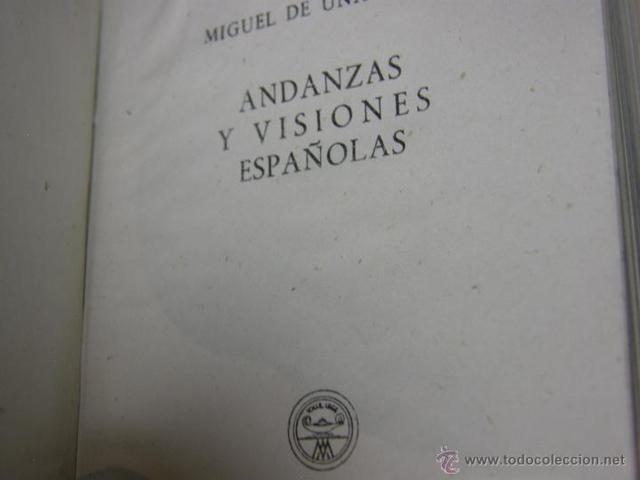 MIGUEL DE
ANDANZAS
Y VISIONES
ESPAÑOLAS
www.todocoleccion.net